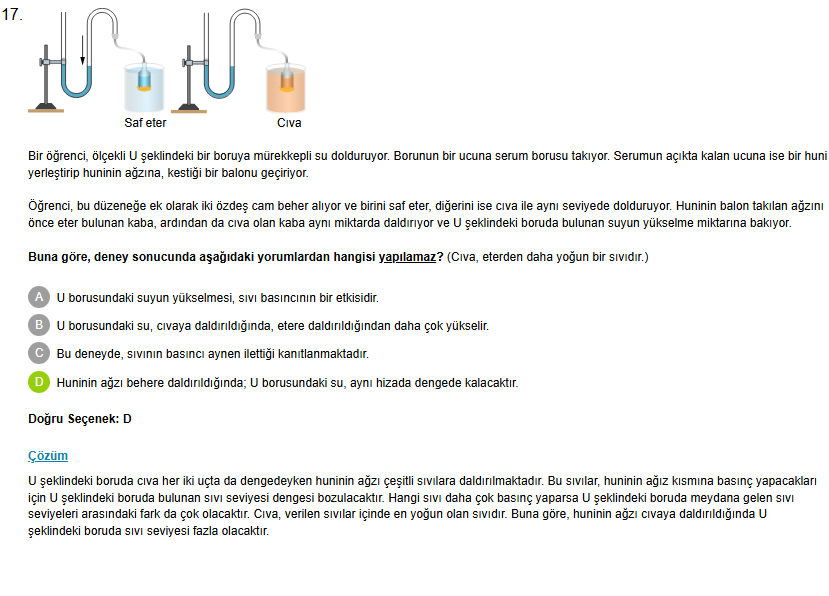 17.
Saf eter
Cıva
Bir öğrenci, ölçekli U şeklindeki bir boruya mürekkepli su dolduruyor. Borunun bir ucuna serum borusu takıyor. Serumun açıkta kalan ucuna ise bir huni
yerleştirip huninin ağzına, kestiği bir balonu geçiriyor.
Öğrenci, bu düzeneğe ek olarak iki özdeş cam beher alıyor ve birini saf eter, diğerini ise cıva ile aynı seviyede dolduruyor. Huninin balon takılan ağzını
önce eter bulunan kaba, ardından da cıva olan kaba aynı miktarda daldırıyor ve U şeklindeki boruda bulunan suyun yükselme miktarına bakıyor.
Buna göre, deney sonucunda aşağıdaki yorumlardan hangisi yapılamaz? (Cıva, eterden daha yoğun bir sıvıdır.)
A U borusundaki suyun yükselmesi, sıvı basıncının bir etkisidir.
B U borusundaki su, cıvaya daldırıldığında, etere daldırıldığından daha çok yükselir.
C Bu deneyde, sıvının basıncı aynen ilettiği kanıtlanmaktadır.
D Huninin ağzı behere daldırıldığında; U borusundaki su, aynı hizada dengede kalacaktır.
Doğru Seçenek: D
Çözüm
U şeklindeki boruda cıva her iki uçta da dengedeyken huninin ağzı çeşitli sıvılara daldırılmaktadır. Bu sıvılar, huninin ağız kısmına basınç yapacakları
için U şeklindeki boruda bulunan sıvı seviyesi dengesi bozulacaktır. Hangi sıvı daha çok basınç yaparsa U şeklindeki boruda meydana gelen sıvı
seviyeleri arasındaki fark da çok olacaktır. Cıva, verilen sıvılar içinde en yoğun olan sıvıdır. Buna göre, huninin ağzı cıvaya daldırıldığında U
şeklindeki boruda sıvı seviyesi fazla olacaktır.